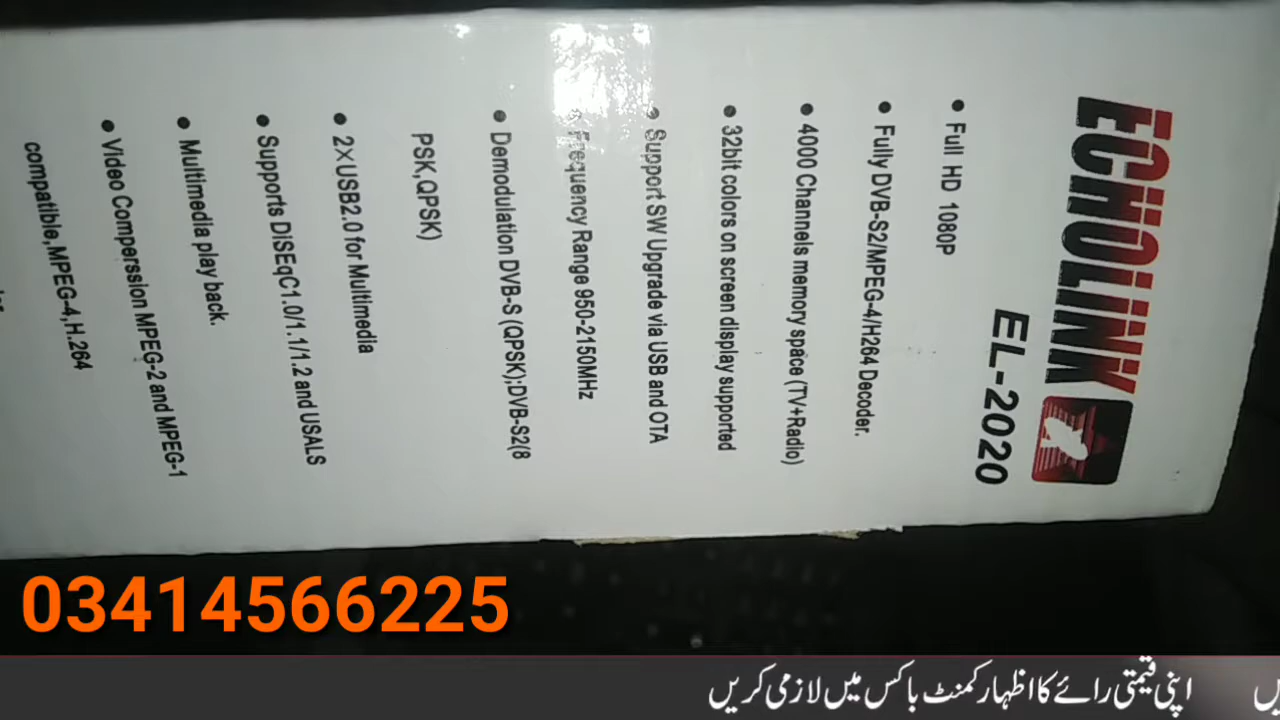 ECHOLINK
EL-2020
● Full HD 1080P
● Fully DVB-S2/MPEG-4/H264 Decoder.
● 4000 Channels memory space (TV+Radio)
● 32bit colors on screen display supported
● Support SW Upgrade via USB and OTA
● Frequency Range 950-2150MHz
● Demodulation DVB-S (QPSK);DVB-S2(8
PSK,QPSK)
● 2XUSB2.0 for Multimedia
● Supports DiSEqC1.0/1.1/1.2 and USALS
● Multimedia play back.
● Video Comperssion MPEG-2 and MPEG-1
compatible,MPEG-4,H.264
03414566225
اپنی قیمتی رائے کا اظہار کمنٹ باکس میں لازمی کریں